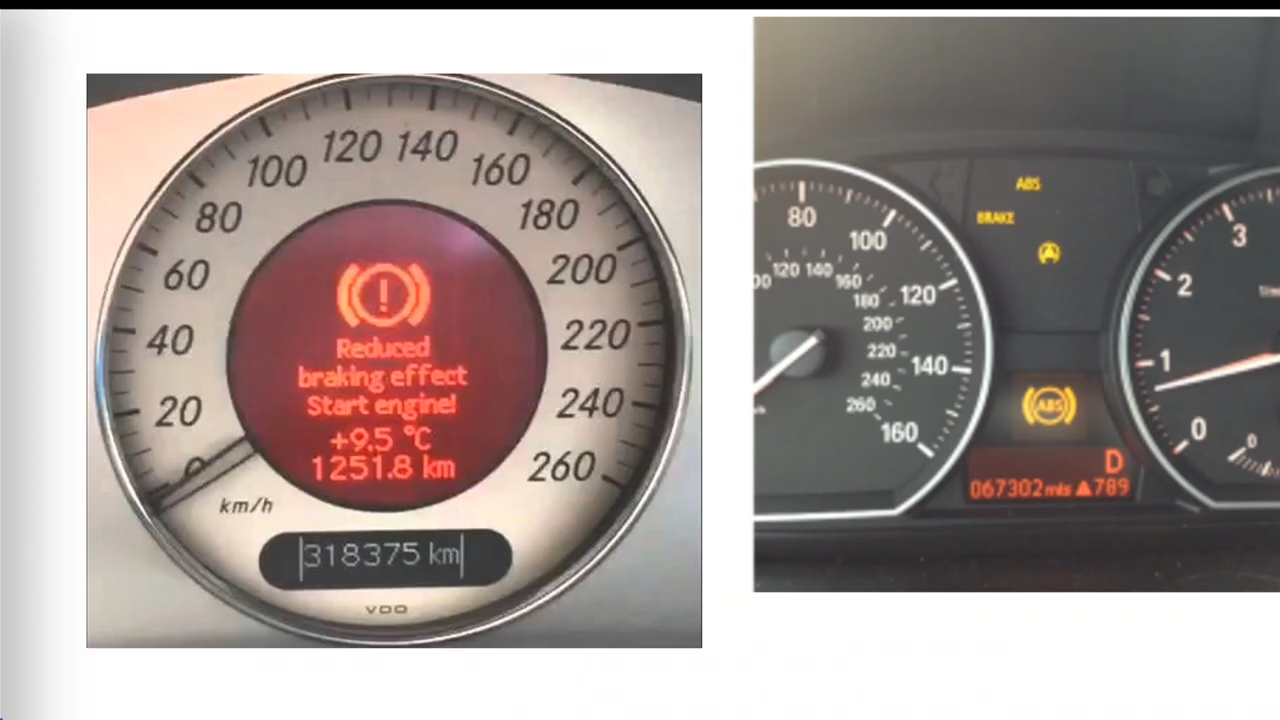 120 140
100 160
80 180
60 200
40 220
20 240
0 260
!
Reduced
braking effect
Start engine!
+9.5 °C
1251.8 km
km/h
318375 km
VDO
ABS
BRAKE
A
80
100
120
140
160
120 140 160
180
200
220
240
260
3
2
1
0
0
ABS
D
067302 mls ▲789